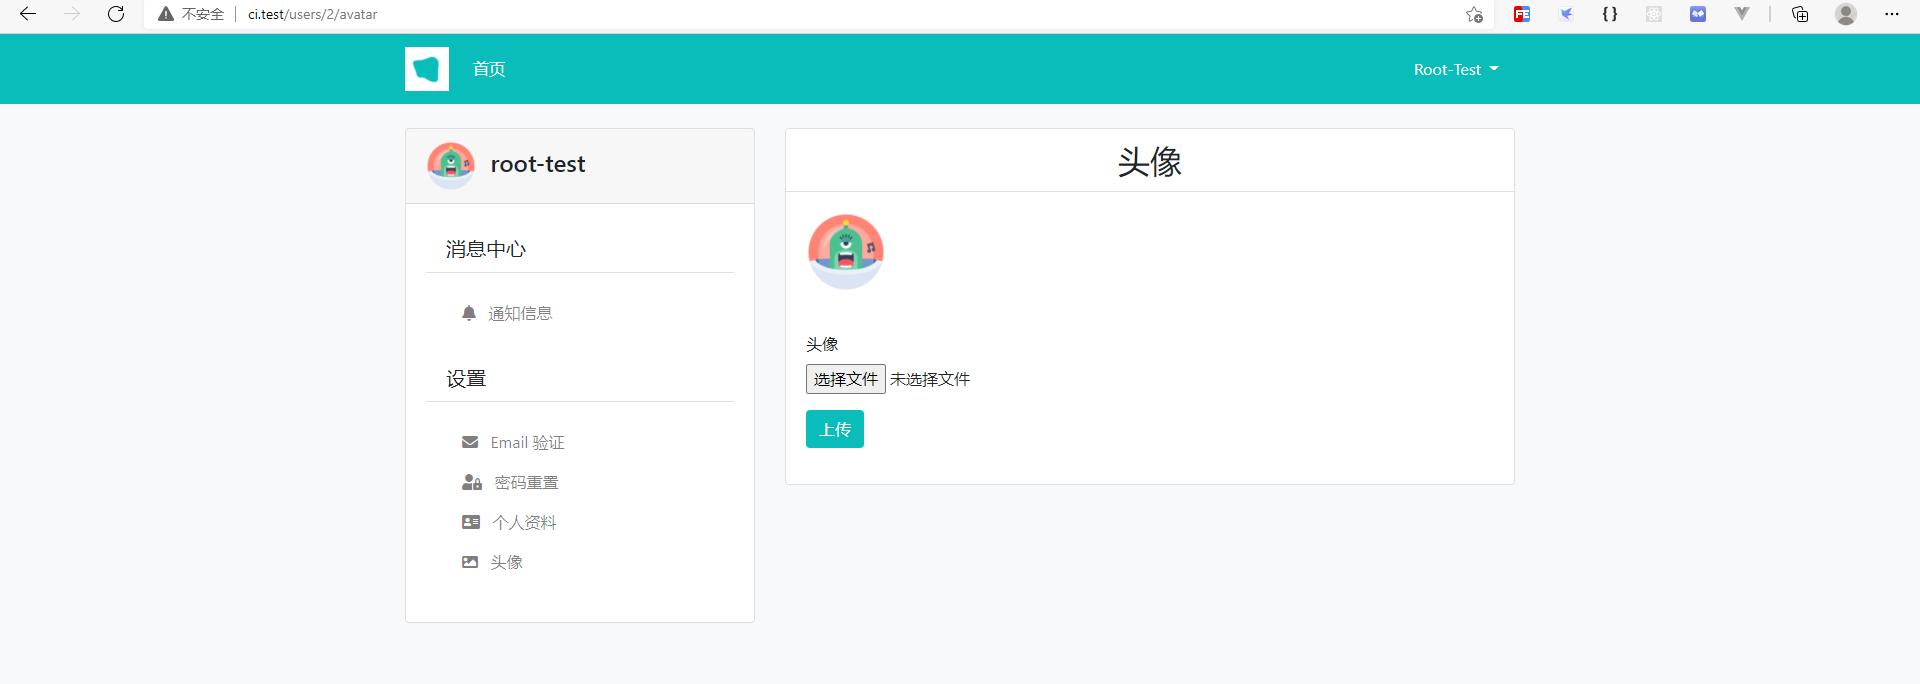 不安全 ci.test/users/2/avatar
首页 Root-Test
root-test
消息中心
通知信息
设置
Email 验证
密码重置
个人资料
头像
头像
头像
选择文件 未选择文件
上传